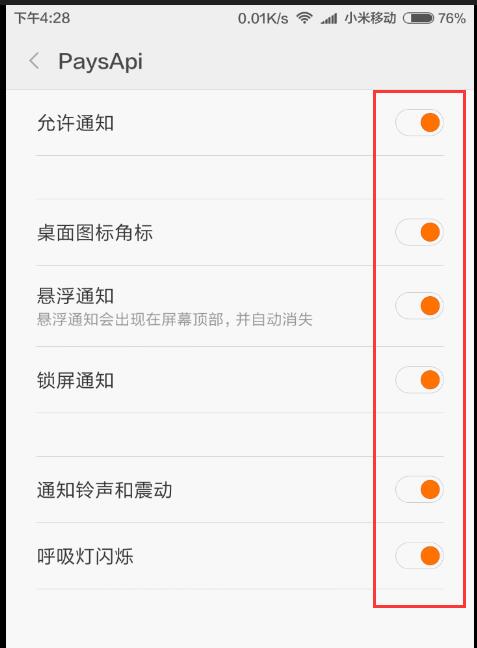 下午4:28 0.01K/s 小米移动 76%
PaysApi
允许通知
桌面图标角标
悬浮通知
悬浮通知会出现在屏幕顶部，并自动消失
锁屏通知
通知铃声和震动
呼吸灯闪烁